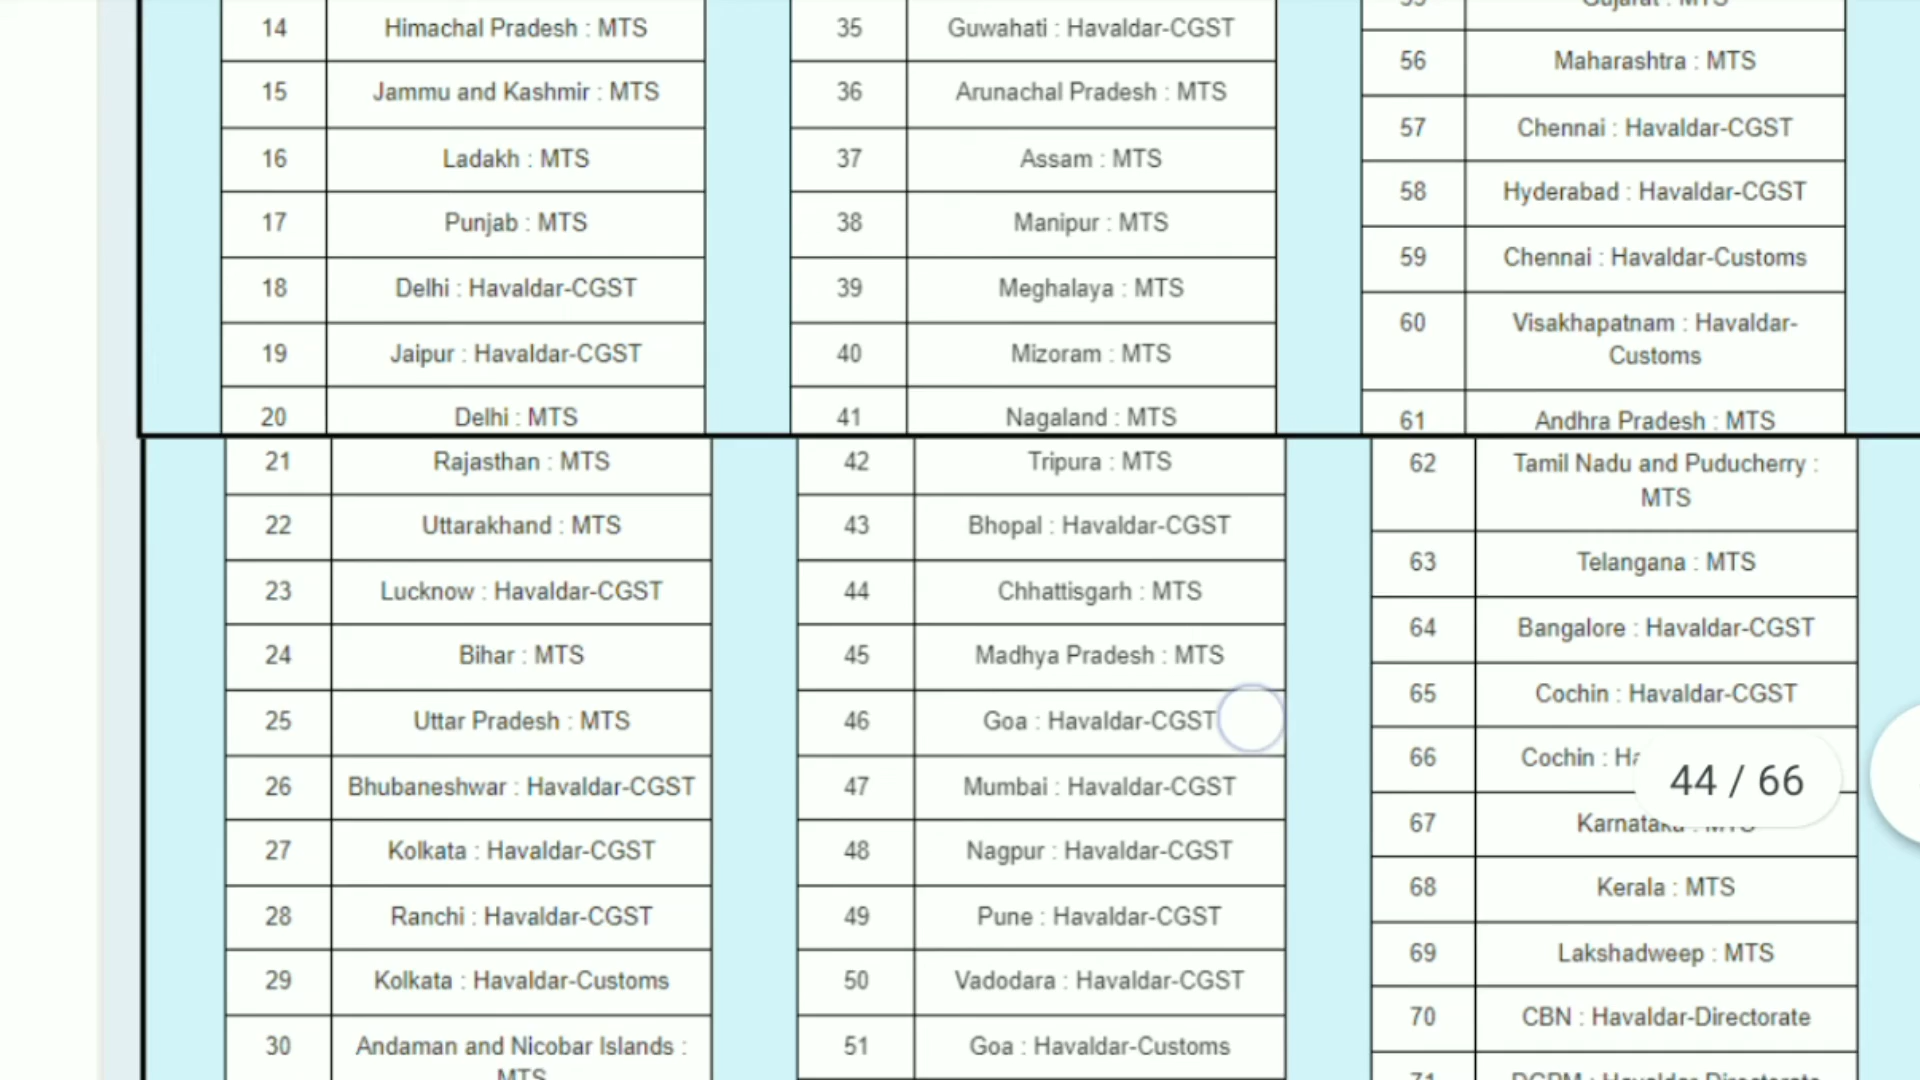 14 Himachal Pradesh : MTS
15 Jammu and Kashmir : MTS
16 Ladakh : MTS
17 Punjab : MTS
18 Delhi : Havaldar-CGST
19 Jaipur : Havaldar-CGST
20 Delhi : MTS
21 Rajasthan : MTS
22 Uttarakhand : MTS
23 Lucknow : Havaldar-CGST
24 Bihar : MTS
25 Uttar Pradesh : MTS
26 Bhubaneshwar : Havaldar-CGST
27 Kolkata : Havaldar-CGST
28 Ranchi : Havaldar-CGST
29 Kolkata : Havaldar-Customs
30 Andaman and Nicobar Islands :
MTS
35 Guwahati : Havaldar-CGST
36 Arunachal Pradesh : MTS
37 Assam : MTS
38 Manipur : MTS
39 Meghalaya : MTS
40 Mizoram : MTS
41 Nagaland : MTS
42 Tripura : MTS
43 Bhopal : Havaldar-CGST
44 Chhattisgarh : MTS
45 Madhya Pradesh : MTS
46 Goa : Havaldar-CGST
47 Mumbai : Havaldar-CGST
48 Nagpur : Havaldar-CGST
49 Pune : Havaldar-CGST
50 Vadodara : Havaldar-CGST
51 Goa : Havaldar-Customs
Gujarat : MTS
56 Maharashtra : MTS
57 Chennai : Havaldar-CGST
58 Hyderabad : Havaldar-CGST
59 Chennai : Havaldar-Customs
60 Visakhapatnam : Havaldar-
Customs
61 Andhra Pradesh : MTS
62 Tamil Nadu and Puducherry :
MTS
63 Telangana : MTS
64 Bangalore : Havaldar-CGST
65 Cochin : Havaldar-CGST
66 Cochin :
44 / 66
67 Karnataka : MTS
68 Kerala : MTS
69 Lakshadweep : MTS
70 CBN : Havaldar-Directorate